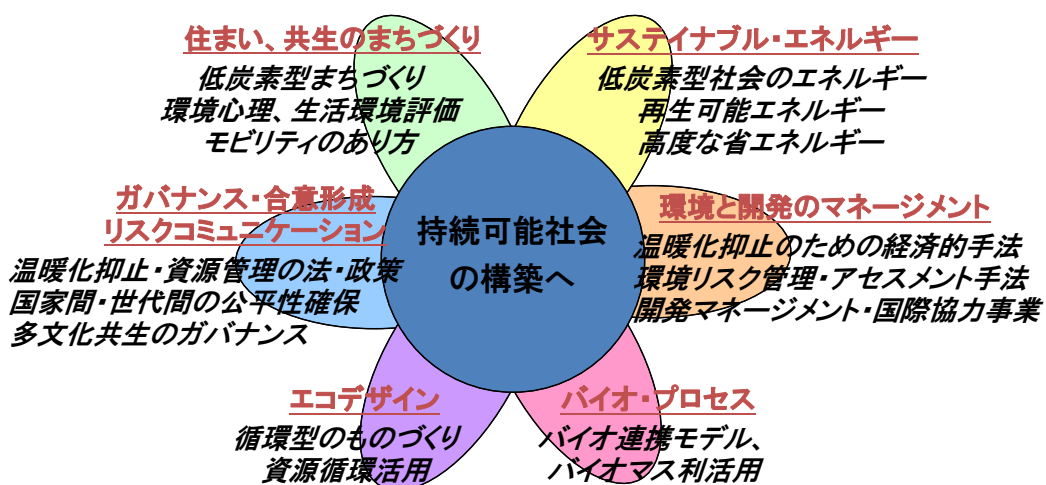 住まい、共生のまちづくり
低炭素型まちづくり
環境心理、生活環境評価
モビリティのあり方
サステイナブル・エネルギー
低炭素型社会のエネルギー
再生可能エネルギー
高度な省エネルギー
ガバナンス・合意形成
リスクコミュニケーション
温暖化抑止・資源管理の法・政策
国家間・世代間の公平性確保
多文化共生のガバナンス
持続可能社会
の構築へ
環境と開発のマネージメント
温暖化抑止のための経済的手法
環境リスク管理・アセスメント手法
開発マネージメント・国際協力事業
エコデザイン
循環型のものづくり
資源循環活用
バイオ・プロセス
バイオ連携モデル、
バイオマス利活用